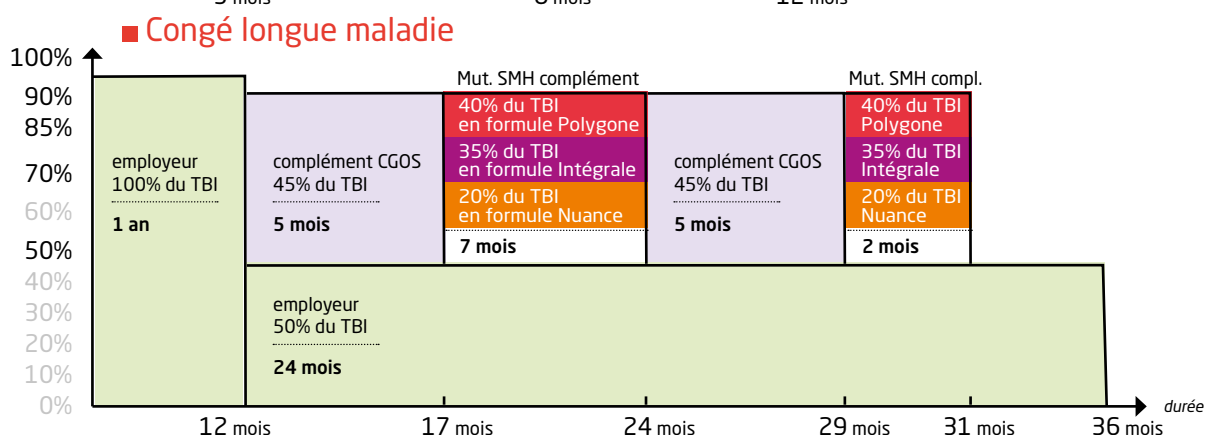 Congé longue maladie
100%
90%
85%
70%
60%
50%
40%
30%
20%
10%
0%
employeur
100% du TBI
1 an
complément CGOS
45% du TBI
5 mois
Mut. SMH complément
40% du TBI
en formule Polygone
35% du TBI
en formule Intégrale
20% du TBI
en formule Nuance
7 mois
complément CGOS
45% du TBI
5 mois
Mut. SMH compl.
40% du TBI
Polygone
35% du TBI
Intégrale
20% du TBI
Nuance
2 mois
employeur
50% du TBI
24 mois
12 mois 17 mois 24 mois 29 mois 31 mois 36 mois
durée